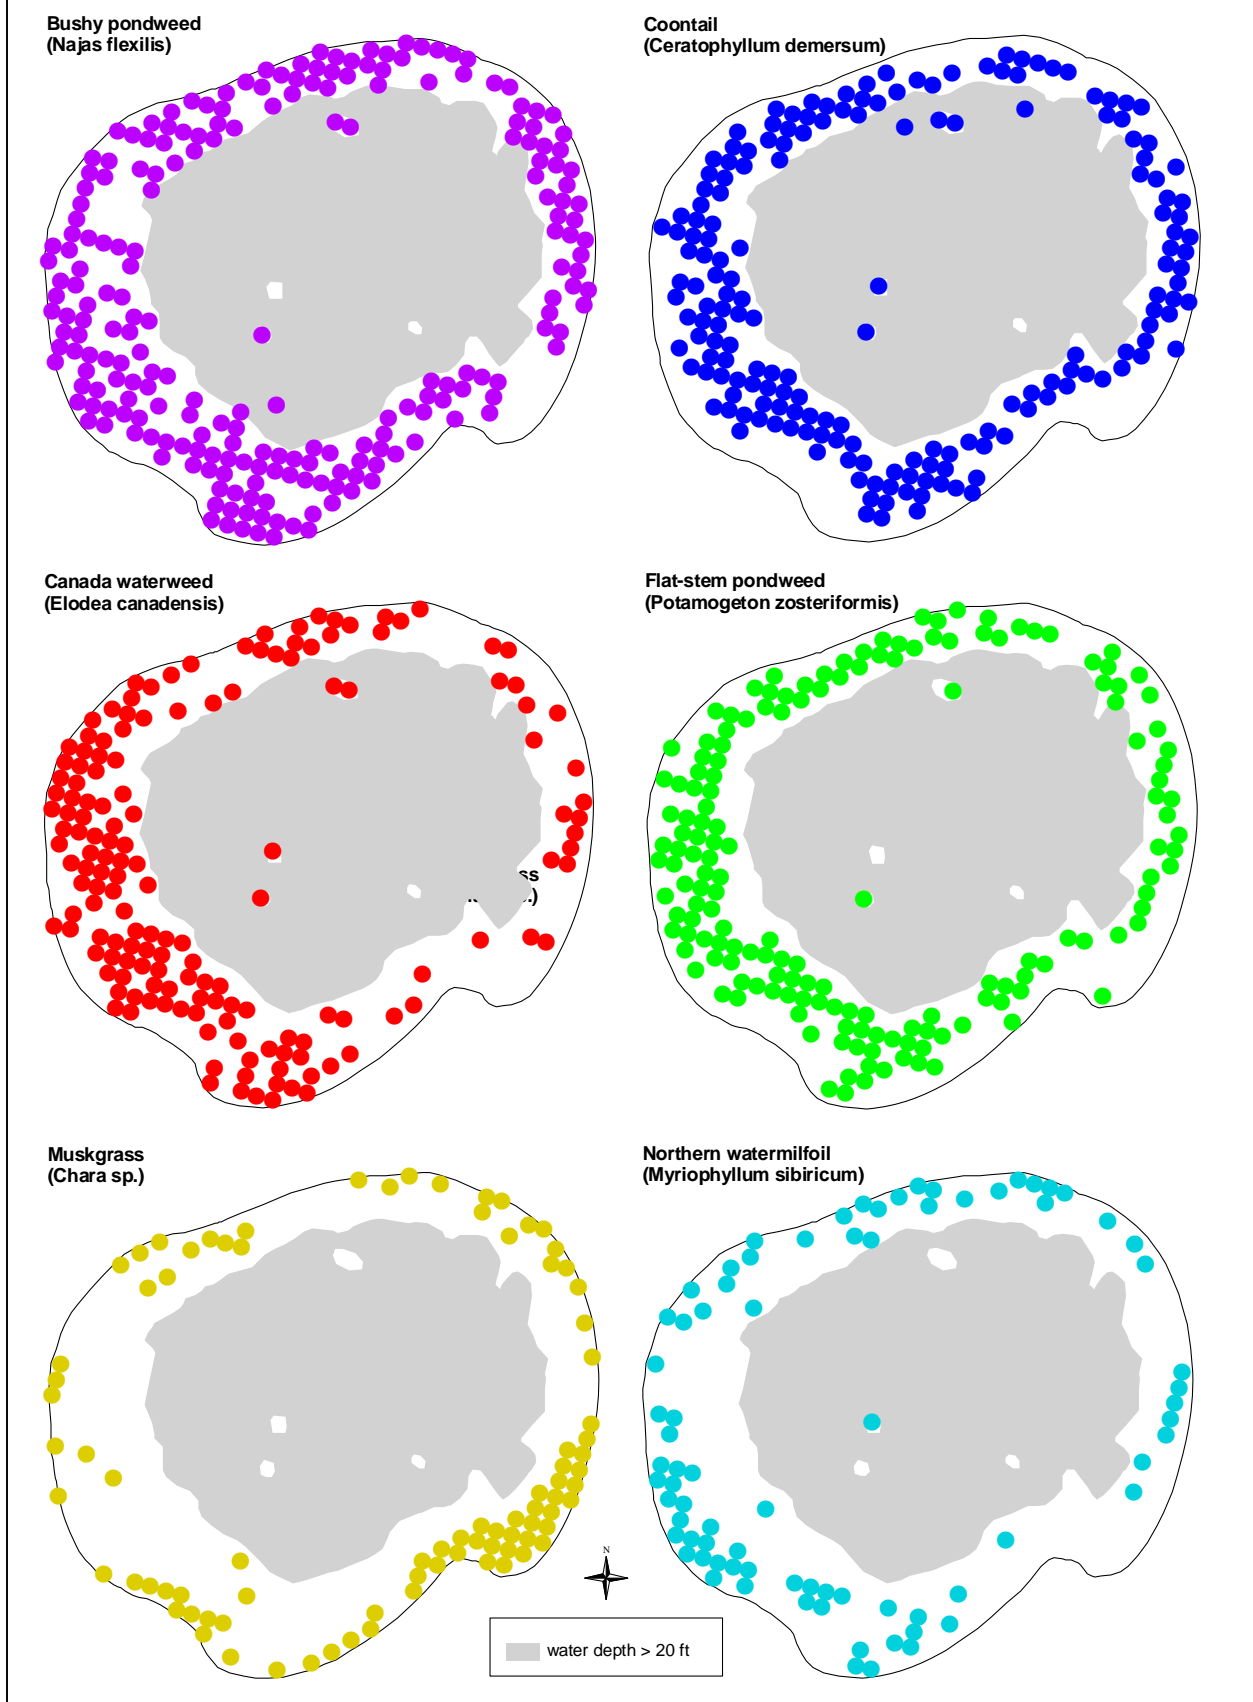 Bushy pondweed
(Najas flexilis)
Coontail
(Ceratophyllum demersum)
Canada waterweed
(Elodea canadensis)
Flat-stem pondweed
(Potamogeton zosteriformis)
ss
.)
Muskgrass
(Chara sp.)
Northern watermilfoil
(Myriophyllum sibiricum)
N
water depth > 20 ft